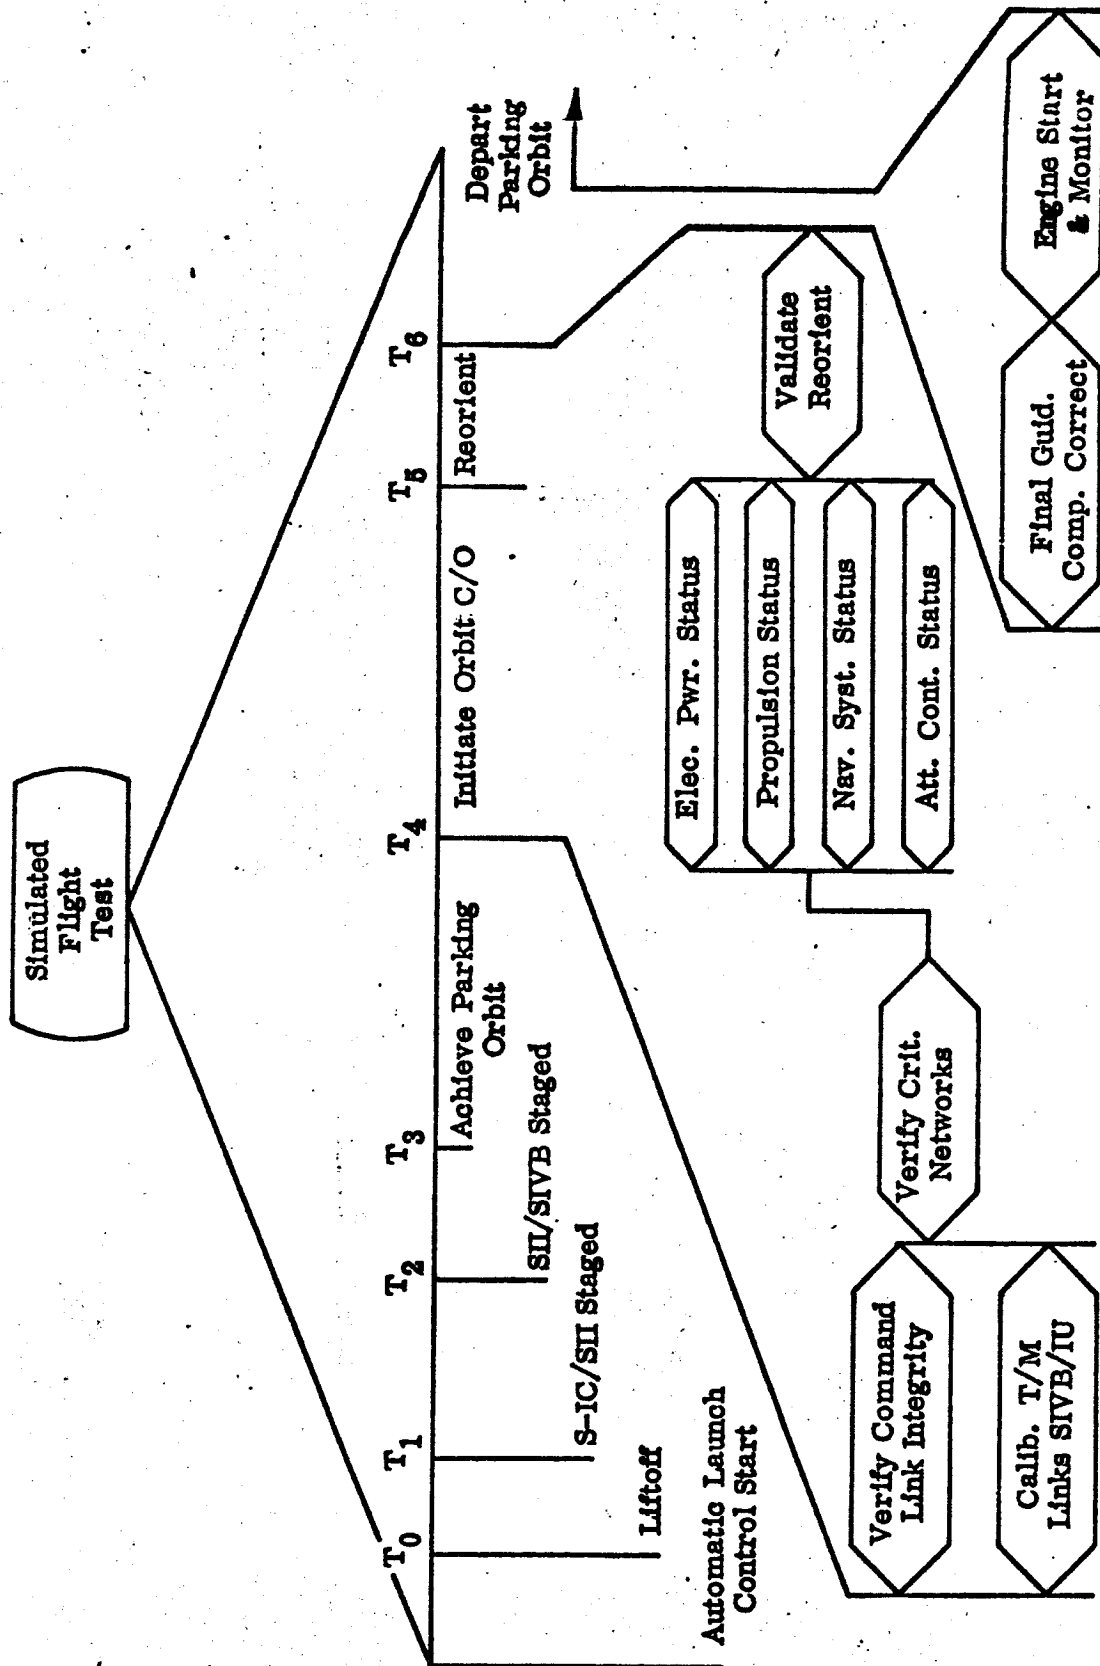 Simulated
Flight
Test
T0
T1
T2
T3
T4
T5
T6
Automatic Launch
Control Start
Liftoff
S-IC/SII Staged
SII/SIVB Staged
Achieve Parking
Orbit
Initiate Orbit C/O
Reorient
Depart
Parking
Orbit
Verify Command
Link Integrity
Calib. T/M
Links SIVB/IU
Verify Crit.
Networks
Elec. Pwr. Status
Propulsion Status
Nav. Syst. Status
Att. Cont. Status
Validate
Reorient
Final Guid.
Comp. Correct
Engine Start
& Monitor